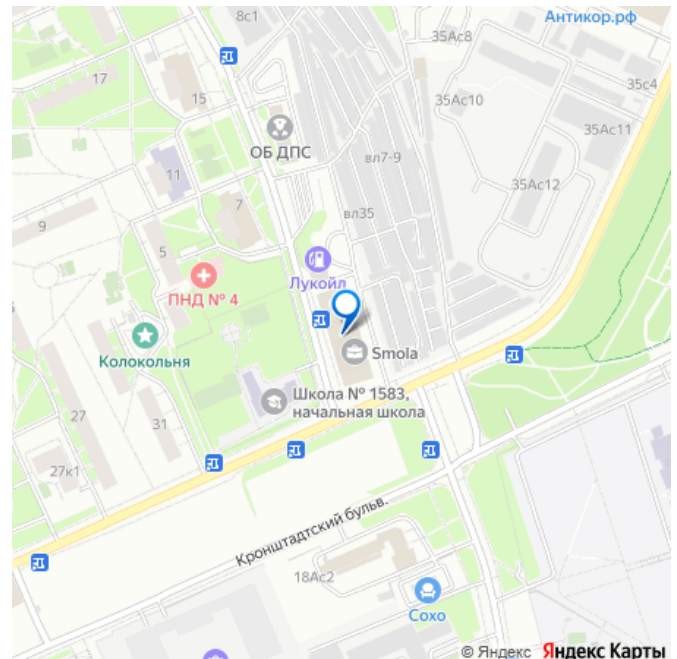 8с1
Антикор.рф
35Ас8
17
35с4
15
35Ас10
ОБ ДПС
35Ас11
вл7-9
11
35Ас12
7
вл35
9
5
Лукойл
ПНД № 4
Колокольня
Smola
Школа № 1583,
начальная школа
27
31
27к1
Кронштадтский бульв.
18Ас2
Сохо
© Яндекс Яндекс Карты